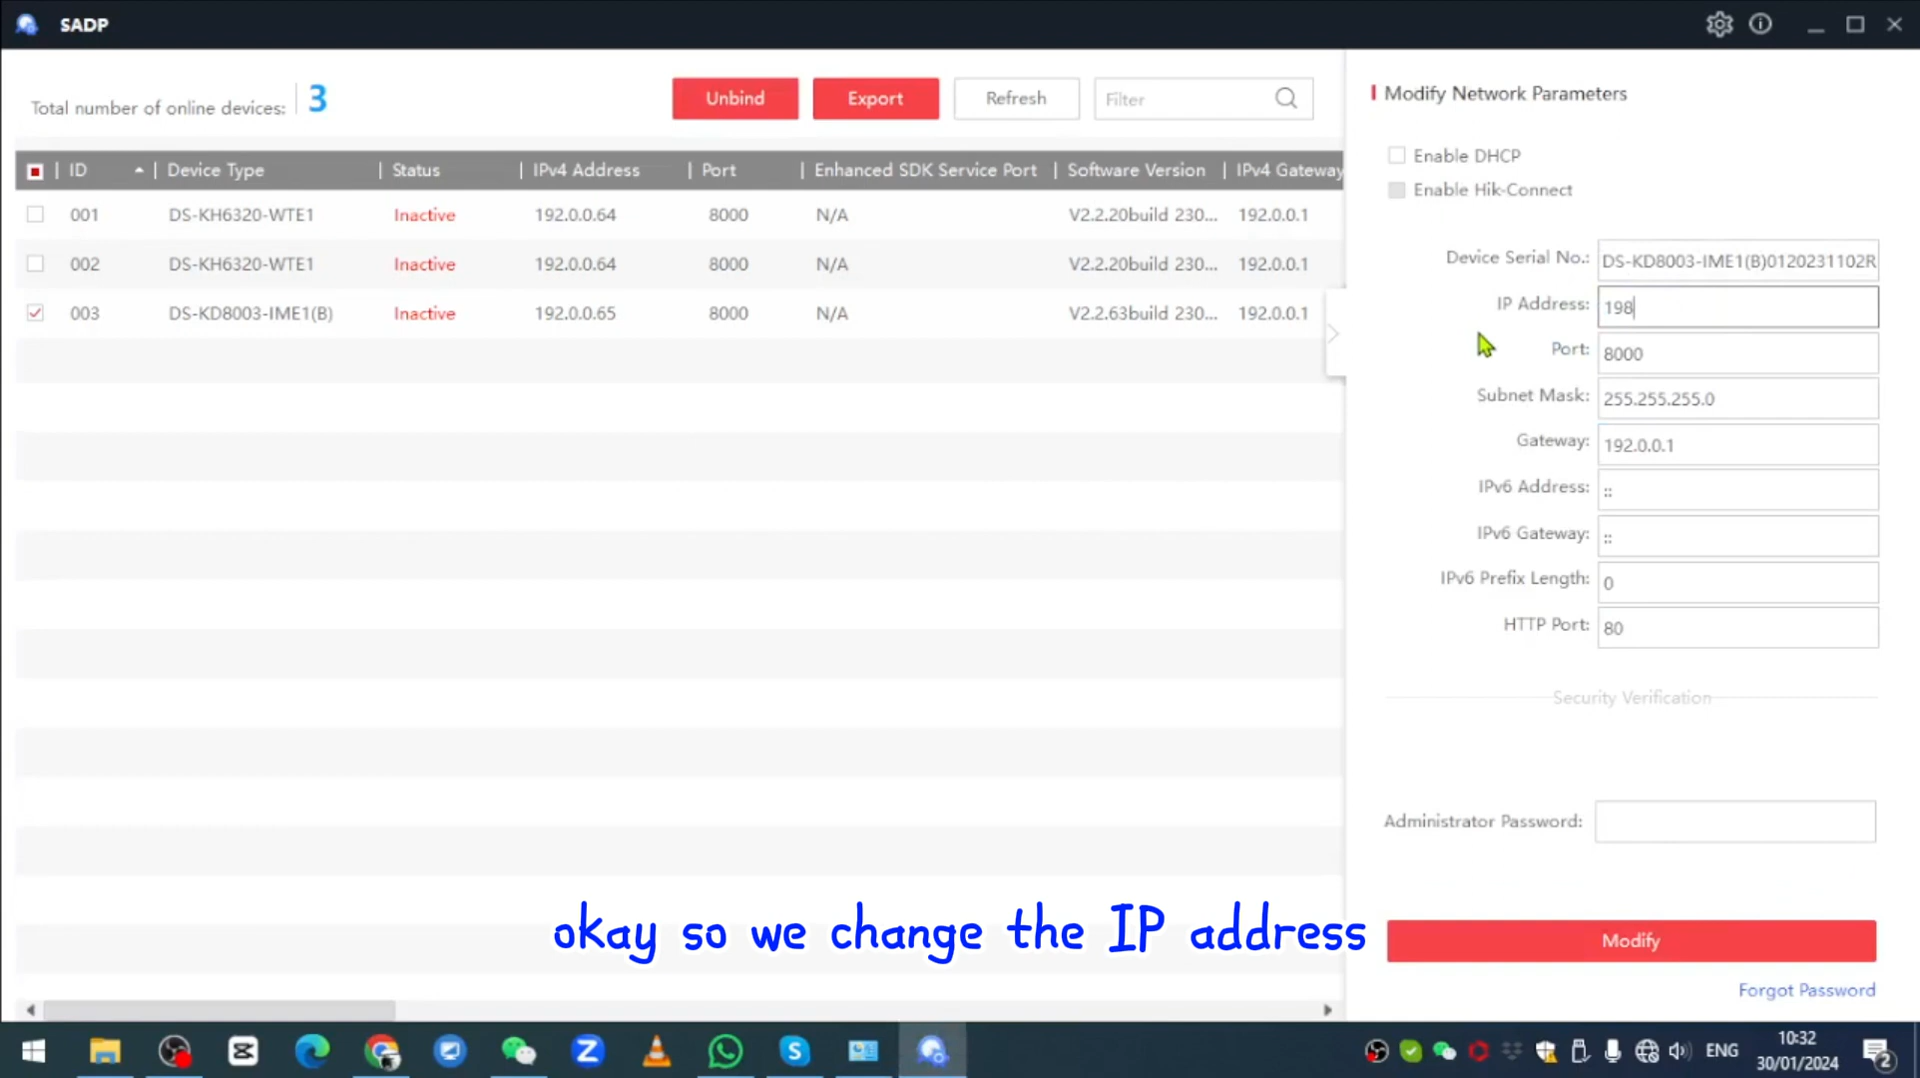 SADP
Total number of online devices: 3
Unbind
Export
Refresh
Filter
ID Device Type Status IPv4 Address Port Enhanced SDK Service Port Software Version IPv4 Gateway
001 DS-KH6320-WTE1 Inactive 192.0.0.64 8000 N/A V2.2.20build 230... 192.0.0.1
002 DS-KH6320-WTE1 Inactive 192.0.0.64 8000 N/A V2.2.20build 230... 192.0.0.1
003 DS-KD8003-IME1(B) Inactive 192.0.0.65 8000 N/A V2.2.63build 230... 192.0.0.1
Modify Network Parameters
Enable DHCP
Enable Hik-Connect
Device Serial No.: DS-KD8003-IME1(B)0120231102R
IP Address: 198
Port: 8000
Subnet Mask: 255.255.255.0
Gateway: 192.0.0.1
IPv6 Address: ::
IPv6 Gateway: ::
IPv6 Prefix Length: 0
HTTP Port: 80
Security Verification
Administrator Password:
Modify
Forgot Password
okay so we change the IP address
ENG
10:32
30/01/2024
2